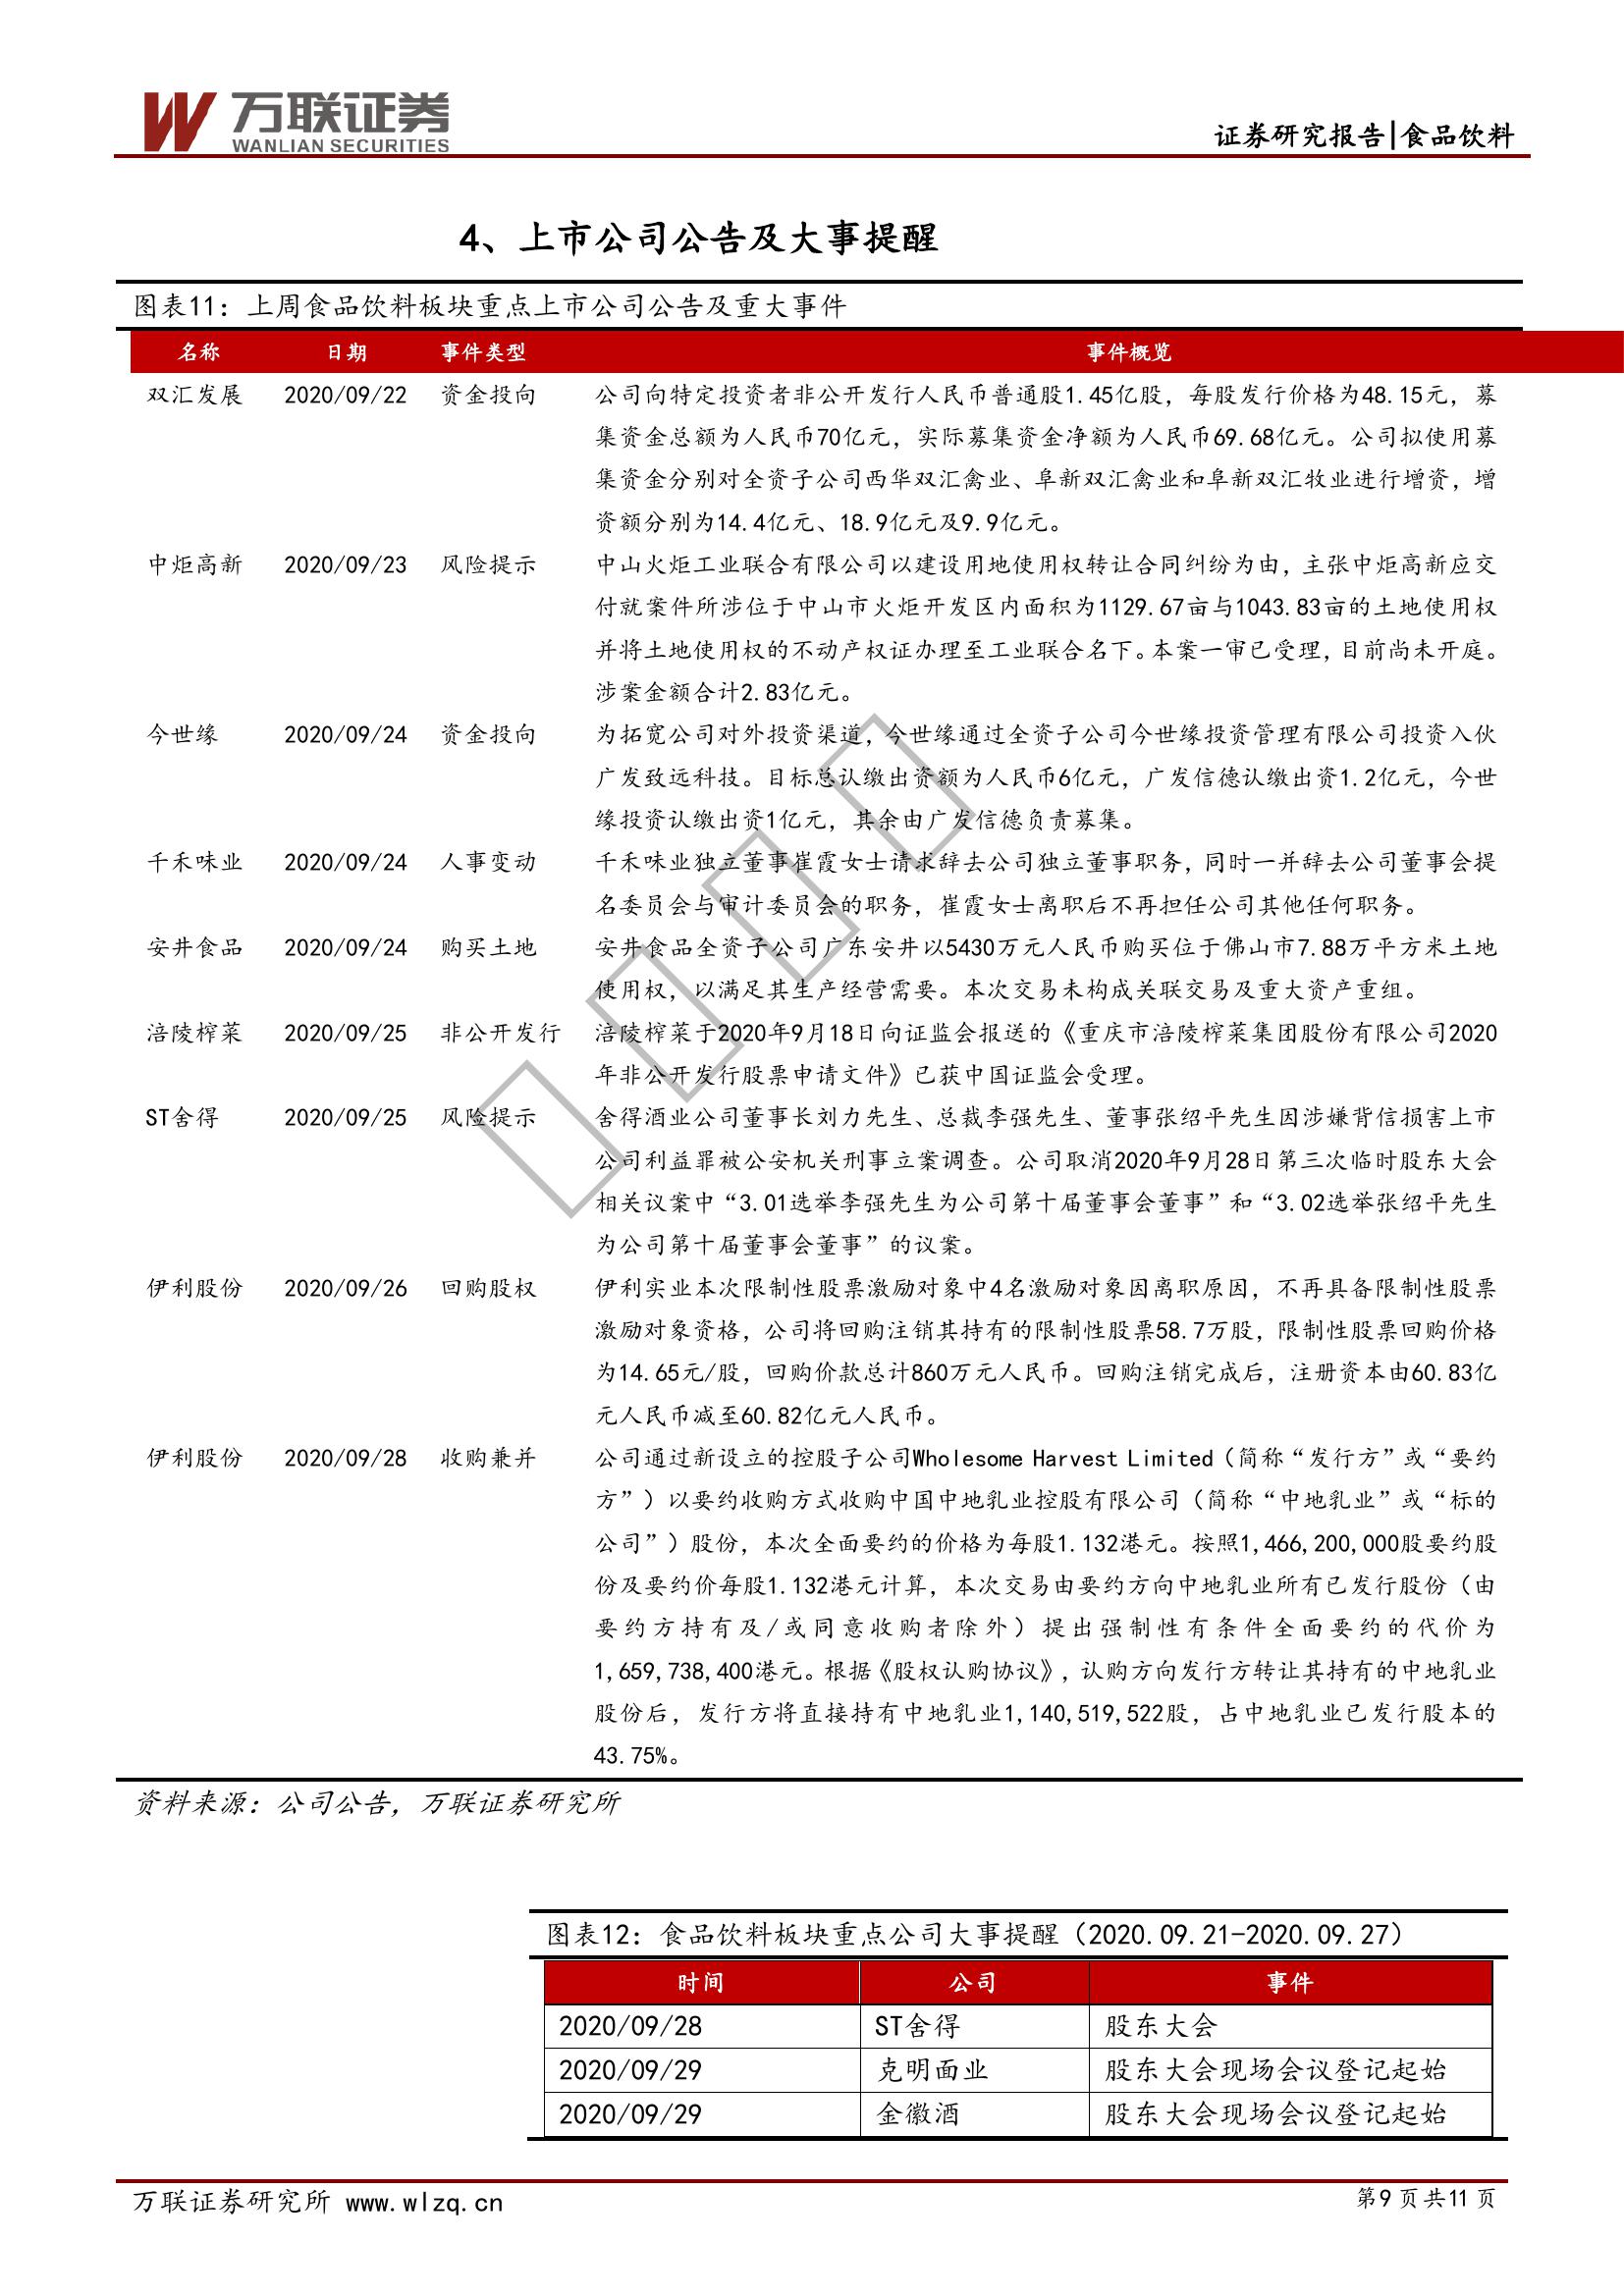 万联证券
WANLIAN SECURITIES
证券研究报告|食品饮料
4、上市公司公告及大事提醒
图表11：上周食品饮料板块重点上市公司公告及重大事件
名称 日期 事件类型 事件概览
双汇发展 2020/09/22 资金投向 公司向特定投资者非公开发行人民币普通股1.45亿股，每股发行价格为48.15元，募
集资金总额为人民币70亿元，实际募集资金净额为人民币69.68亿元。公司拟使用募
集资金分别对全资子公司西华双汇禽业、阜新双汇禽业和阜新双汇牧业进行增资，增
资额分别为14.4亿元、18.9亿元及9.9亿元。
中炬高新 2020/09/23 风险提示 中山火炬工业联合有限公司以建设用地使用权转让合同纠纷为由，主张中炬高新应交
付就案件所涉位于中山市火炬开发区内面积为1129.67亩与1043.83亩的土地使用权
并将土地使用权的不动产权证办理至工业联合名下。本案一审已受理，目前尚未开庭。
涉案金额合计2.83亿元。
今世缘 2020/09/24 资金投向 为拓宽公司对外投资渠道，今世缘通过全资子公司今世缘投资管理有限公司投资入伙
广发致远科技。目标总认缴出资额为人民币6亿元，广发信德认缴出资1.2亿元，今世
缘投资认缴出资1亿元，其余由广发信德负责募集。
千禾味业 2020/09/24 人事变动 千禾味业独立董事崔霞女士请求辞去公司独立董事职务，同时一并辞去公司董事会提
名委员会与审计委员会的职务，崔霞女士离职后不再担任公司其他任何职务。
安井食品 2020/09/24 购买土地 安井食品全资子公司广东安井以5430万元人民币购买位于佛山市7.88万平方米土地
使用权，以满足其生产经营需要。本次交易未构成关联交易及重大资产重组。
涪陵榨菜 2020/09/25 非公开发行 涪陵榨菜于2020年9月18日向证监会报送的《重庆市涪陵榨菜集团股份有限公司2020
年非公开发行股票申请文件》已获中国证监会受理。
ST舍得 2020/09/25 风险提示 舍得酒业公司董事长刘力先生、总裁李强先生、董事张绍平先生因涉嫌背信损害上市
公司利益罪被公安机关刑事立案调查。公司取消2020年9月28日第三次临时股东大会
相关议案中“3.01选举李强先生为公司第十届董事会董事”和“3.02选举张绍平先生
为公司第十届董事会董事”的议案。
伊利股份 2020/09/26 回购股权 伊利实业本次限制性股票激励对象中4名激励对象因离职原因，不再具备限制性股票
激励对象资格，公司将回购注销其持有的限制性股票58.7万股，限制性股票回购价格
为14.65元/股，回购价款总计860万元人民币。回购注销完成后，注册资本由60.83亿
元人民币减至60.82亿元人民币。
伊利股份 2020/09/28 收购兼并 公司通过新设立的控股子公司Wholesome Harvest Limited（简称“发行方”或“要约
方”）以要约收购方式收购中国中地乳业控股有限公司（简称“中地乳业”或“标的
公司”）股份，本次全面要约的价格为每股1.132港元。按照1,466,200,000股要约股
份及要约价每股1.132港元计算，本次交易由要约方向中地乳业所有已发行股份（由
要约方持有及/或同意收购者除外）提出强制性有条件全面要约的代价为
1,659,738,400港元。根据《股权认购协议》，认购方向发行方转让其持有的中地乳业
股份后，发行方将直接持有中地乳业1,140,519,522股，占中地乳业已发行股本的
43.75%。
资料来源：公司公告，万联证券研究所
图表12：食品饮料板块重点公司大事提醒（2020.09.21-2020.09.27）
时间 公司 事件
2020/09/28 ST舍得 股东大会
2020/09/29 克明面业 股东大会现场会议登记起始
2020/09/29 金徽酒 股东大会现场会议登记起始
万联证券研究所 www.wlzq.cn 第9页共11页